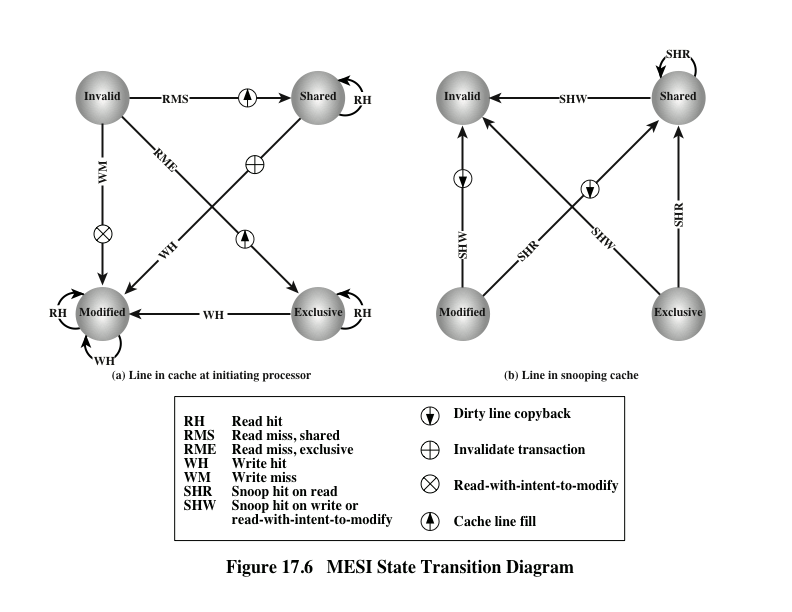 Invalid
RMS
Shared
RH
WM
RME
WH
RH
Modified
WH
Exclusive
RH
WH
(a) Line in cache at initiating processor
SHR
Invalid
SHW
Shared
SHW
SHR
SHW
SHR
Modified
Exclusive
(b) Line in snooping cache
RH Read hit
RMS Read miss, shared
RME Read miss, exclusive
WH Write hit
WM Write miss
SHR Snoop hit on read
SHW Snoop hit on write or
read-with-intent-to-modify
Dirty line copyback
Invalidate transaction
Read-with-intent-to-modify
Cache line fill
Figure 17.6 MESI State Transition Diagram